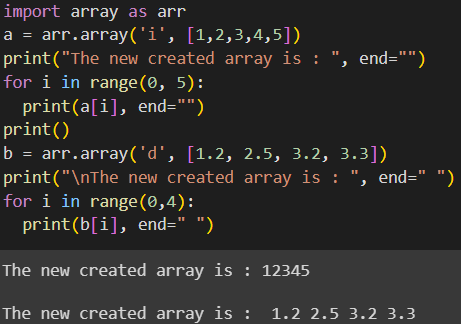 import array as arr
a = arr.array('i', [1,2,3,4,5])
print("The new created array is : ", end="")
for i in range(0, 5):
  print(a[i], end="")
print()
b = arr.array('d', [1.2, 2.5, 3.2, 3.3])
print("\nThe new created array is : ", end=" ")
for i in range(0,4):
  print(b[i], end=" ")
The new created array is : 12345

The new created array is :  1.2 2.5 3.2 3.3